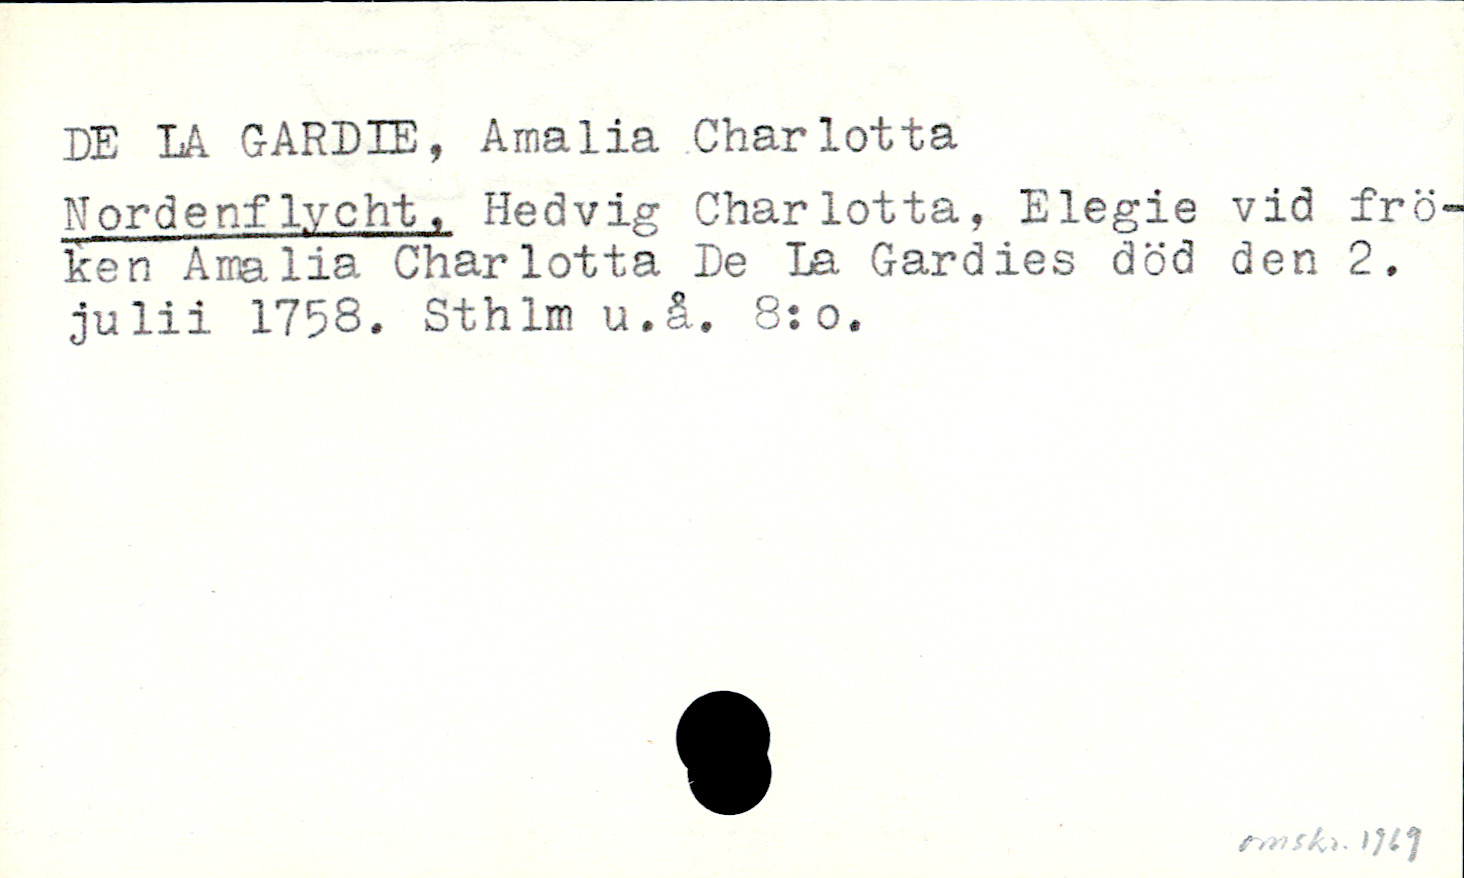 DE LA GARDIE, Amalia Charlotta
Nordenflycht, Hedvig Charlotta, Elegie vid frö-
ken Amalia Charlotta De La Gardies död den 2.
julii 1758. Sthlm u.å. 8:o.
omskr. 1969